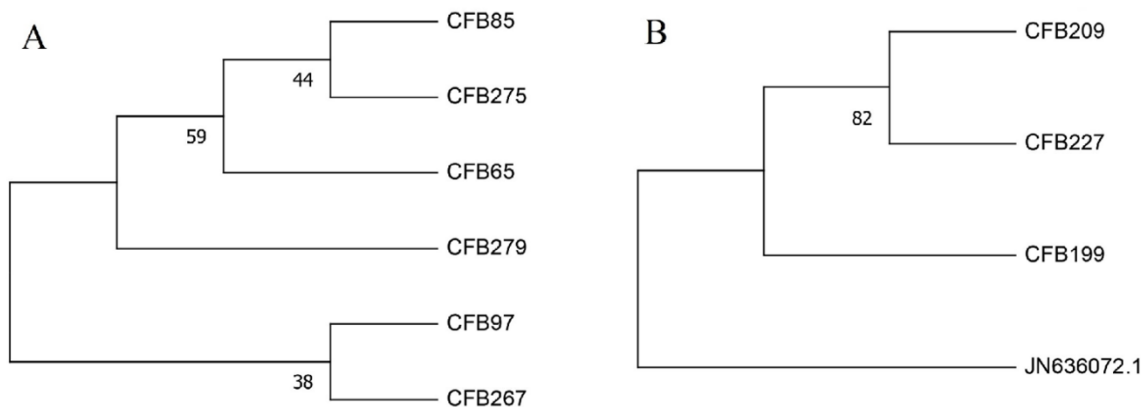 A
CFB85
44
CFB275
59
CFB65
CFB279
CFB97
38
CFB267
B
CFB209
82
CFB227
CFB199
JN636072.1